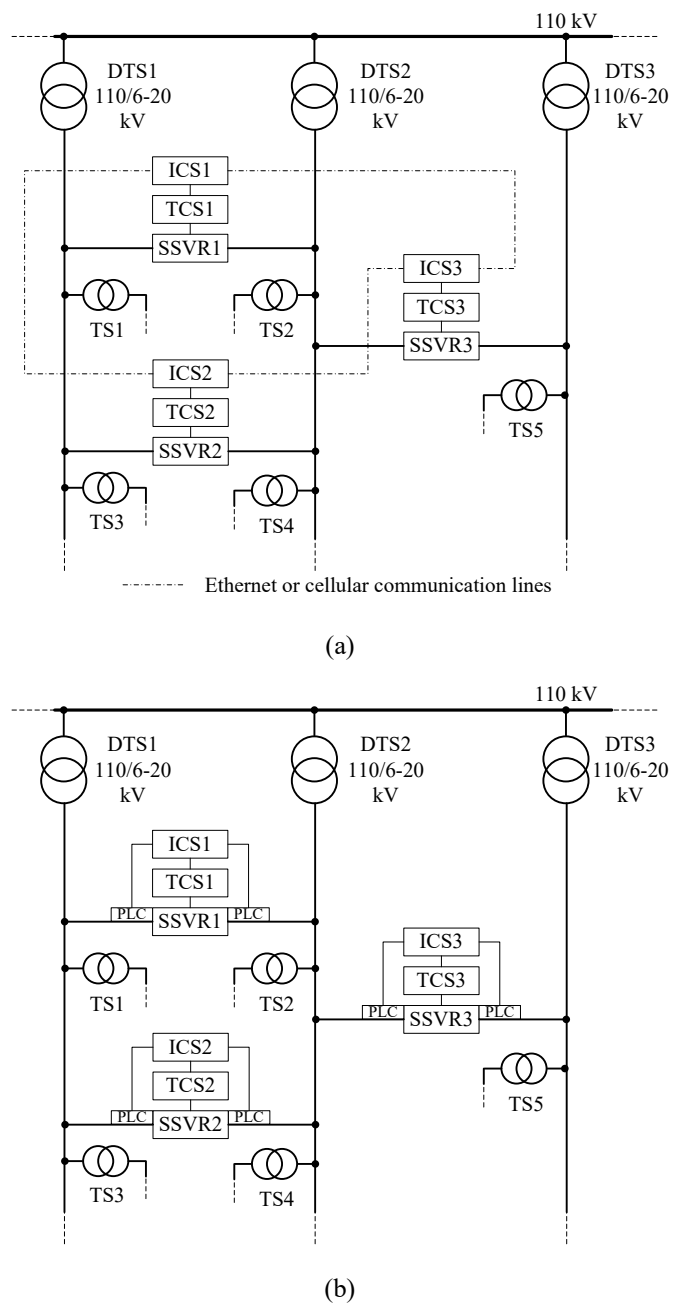 110 kV
DTS1
110/6-20
kV
DTS2
110/6-20
kV
DTS3
110/6-20
kV
ICS1
TCS1
SSVR1
ICS3
TCS3
SSVR3
TS1
TS2
ICS2
TCS2
SSVR2
TS5
TS3
TS4
Ethernet or cellular communication lines
(a)
110 kV
DTS1
110/6-20
kV
DTS2
110/6-20
kV
DTS3
110/6-20
kV
ICS1
TCS1
PLC SSVR1 PLC
ICS3
TCS3
PLC SSVR3 PLC
TS1
TS2
ICS2
TCS2
PLC SSVR2 PLC
TS5
TS3
TS4
(b)